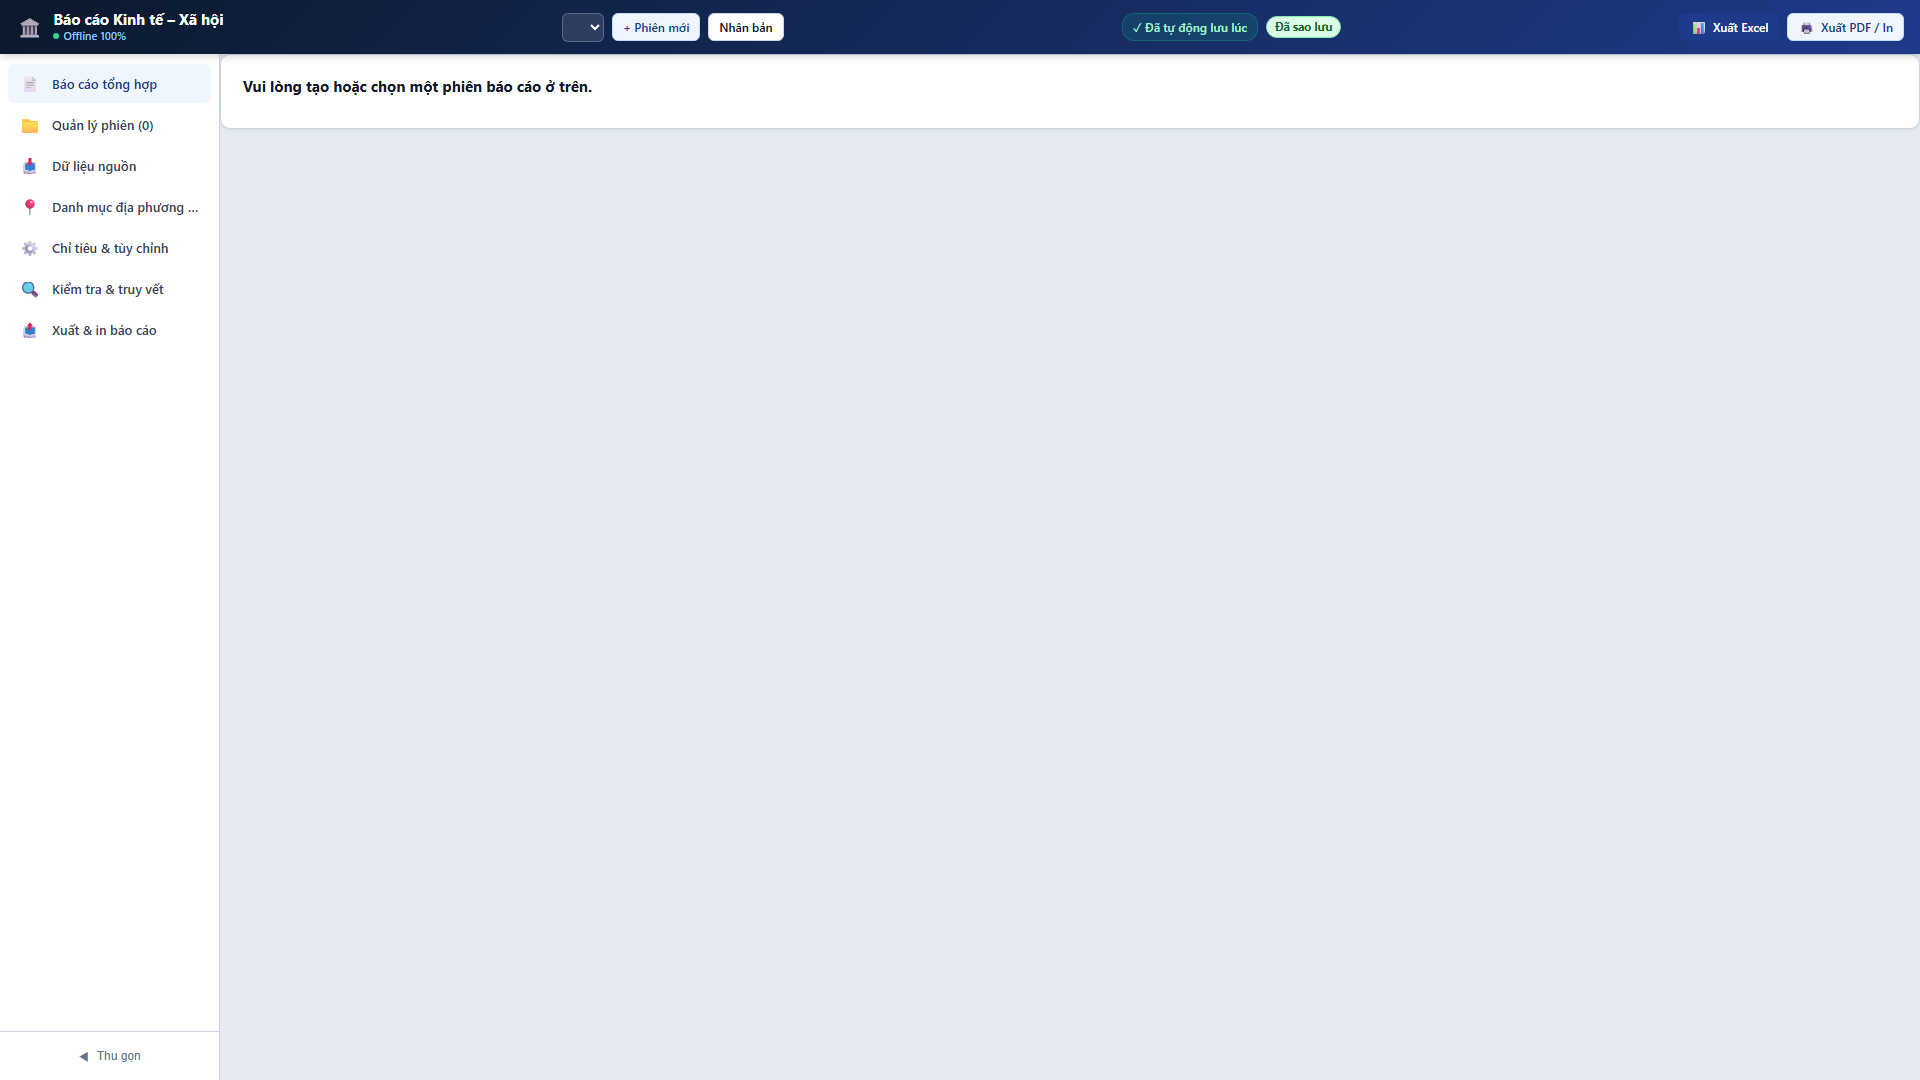 Báo cáo Kinh tế – Xã hội
Offline 100%
+ Phiên mới
Nhân bản
✓ Đã tự động lưu lúc
Đã sao lưu
Xuất Excel
Xuất PDF / In
Báo cáo tổng hợp
Quản lý phiên (0)
Dữ liệu nguồn
Danh mục địa phương ...
Chỉ tiêu & tùy chỉnh
Kiểm tra & truy vết
Xuất & in báo cáo
Vui lòng tạo hoặc chọn một phiên báo cáo ở trên.
Thu gọn